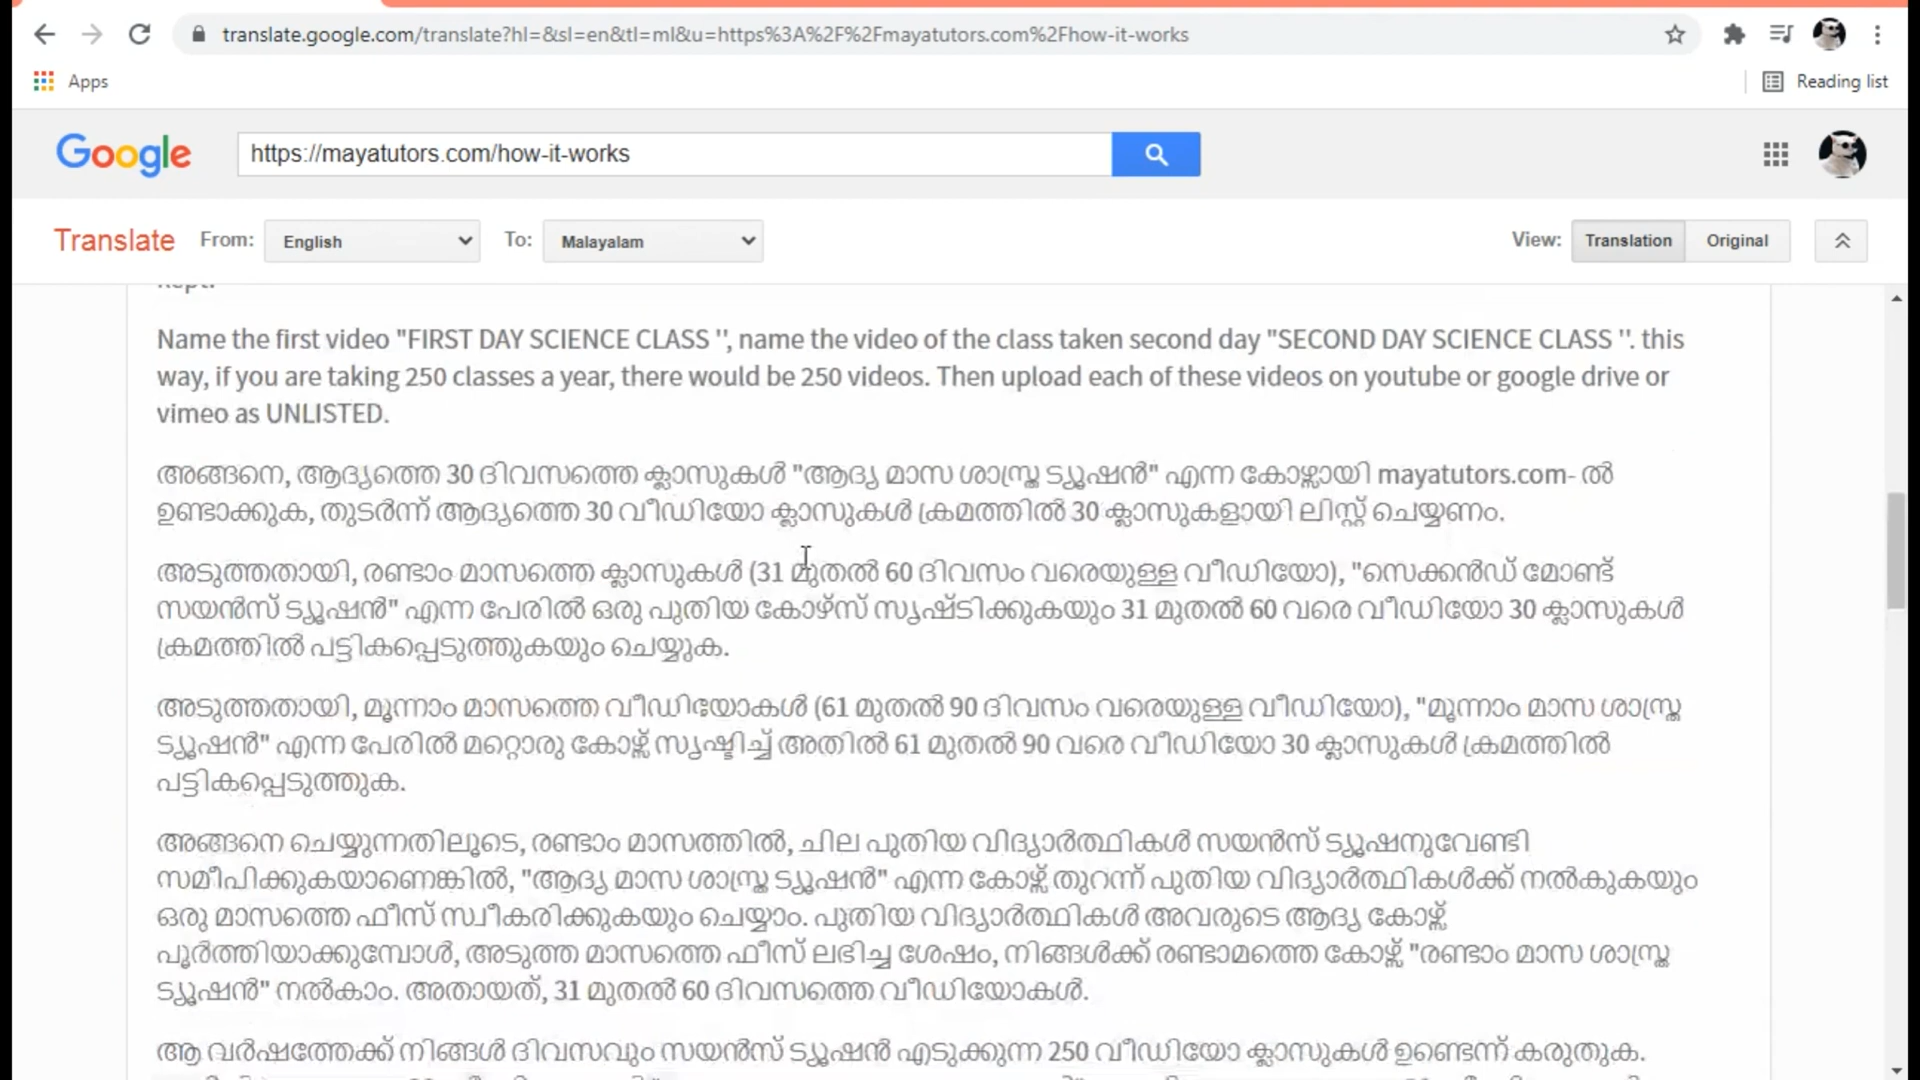 translate.google.com/translate?hl=&sl=en&tl=ml&u=https%3A%2F%2Fmayatutors.com%2Fhow-it-works
Apps
Reading list
Google
https://mayatutors.com/how-it-works
Translate From: English To: Malayalam View: Translation Original
Name the first video "FIRST DAY SCIENCE CLASS '', name the video of the class taken second day "SECOND DAY SCIENCE CLASS ''. this
way, if you are taking 250 classes a year, there would be 250 videos. Then upload each of these videos on youtube or google drive or
vimeo as UNLISTED.
അങ്ങനെ, ആദ്യത്തെ 30 ദിവസത്തെ ക്ലാസുകൾ "ആദ്യ മാസ ശാസ്ത്ര ട്യൂഷൻ" എന്ന കോഴ്സായി mayatutors.com- ൽ
ഉണ്ടാക്കുക, തുടർന്ന് ആദ്യത്തെ 30 വീഡിയോ ക്ലാസുകൾ ക്രമത്തിൽ 30 ക്ലാസുകളായി ലിസ്റ്റ് ചെയ്യണം.
അടുത്തതായി, രണ്ടാം മാസത്തെ ക്ലാസുകൾ (31 മുതൽ 60 ദിവസം വരെയുള്ള വീഡിയോ), "സെക്കൻഡ് മോണ്ട്
സയൻസ് ട്യൂഷൻ" എന്ന പേരിൽ ഒരു പുതിയ കോഴ്‌സ് സൃഷ്ടിക്കുകയും 31 മുതൽ 60 വരെ വീഡിയോ 30 ക്ലാസുകൾ
ക്രമത്തിൽ പട്ടികപ്പെടുത്തുകയും ചെയ്യുക.
അടുത്തതായി, മൂന്നാം മാസത്തെ വീഡിയോകൾ (61 മുതൽ 90 ദിവസം വരെയുള്ള വീഡിയോ), "മൂന്നാം മാസ ശാസ്ത്ര
ട്യൂഷൻ" എന്ന പേരിൽ മറ്റൊരു കോഴ്സ് സൃഷ്ടിച്ച് അതിൽ 61 മുതൽ 90 വരെ വീഡിയോ 30 ക്ലാസുകൾ ക്രമത്തിൽ
പട്ടികപ്പെടുത്തുക.
അങ്ങനെ ചെയ്യുന്നതിലൂടെ, രണ്ടാം മാസത്തിൽ, ചില പുതിയ വിദ്യാർത്ഥികൾ സയൻസ് ട്യൂഷനുവേണ്ടി
സമീപിക്കുകയാണെങ്കിൽ, "ആദ്യ മാസ ശാസ്ത്ര ട്യൂഷൻ" എന്ന കോഴ്സ് തുറന്ന് പുതിയ വിദ്യാർത്ഥികൾക്ക് നൽകുകയും
ഒരു മാസത്തെ ഫീസ് സ്വീകരിക്കുകയും ചെയ്യാം. പുതിയ വിദ്യാർത്ഥികൾ അവരുടെ ആദ്യ കോഴ്സ്
പൂർത്തിയാക്കുമ്പോൾ, അടുത്ത മാസത്തെ ഫീസ് ലഭിച്ച ശേഷം, നിങ്ങൾക്ക് രണ്ടാമത്തെ കോഴ്സ് "രണ്ടാം മാസ ശാസ്ത്ര
ട്യൂഷൻ" നൽകാം. അതായത്, 31 മുതൽ 60 ദിവസത്തെ വീഡിയോകൾ.
ആ വർഷത്തേക്ക് നിങ്ങൾ ദിവസവും സയൻസ് ട്യൂഷൻ എടുക്കുന്ന 250 വീഡിയോ ക്ലാസുകൾ ഉണ്ടെന്ന് കരുതുക.